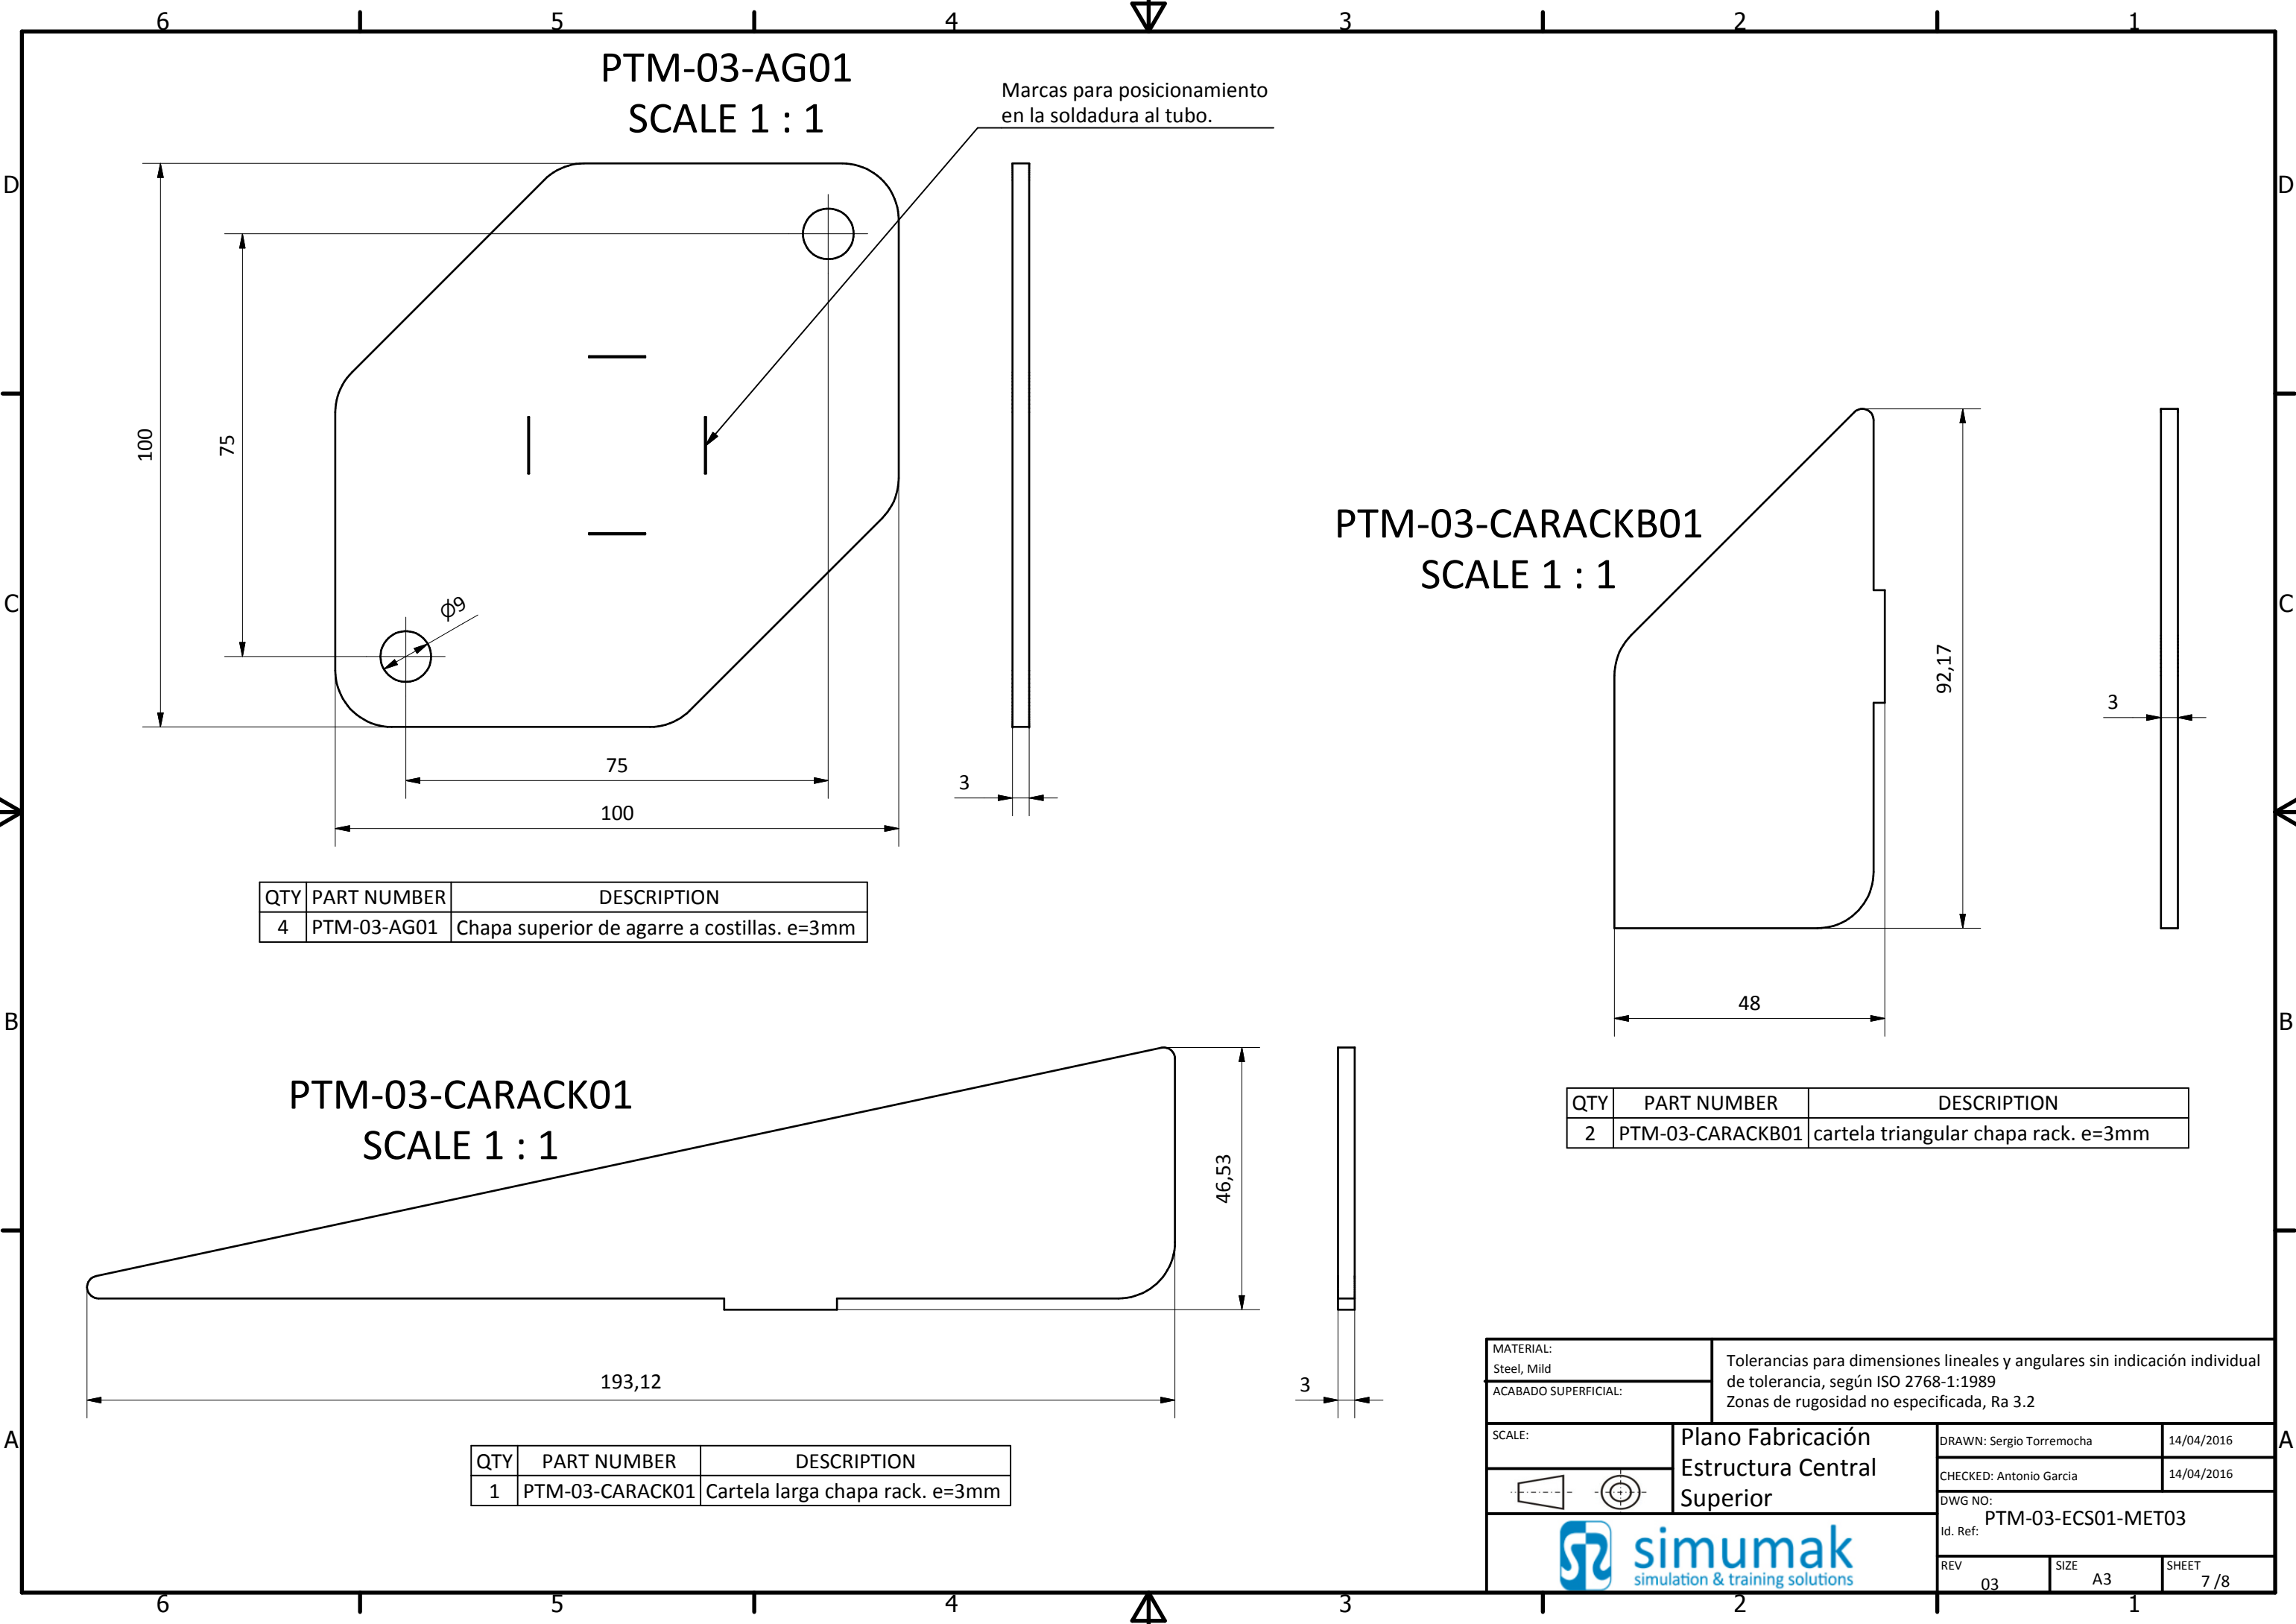 6 5 4 3 2 1
PTM-03-AG01
SCALE 1 : 1
Marcas para posicionamiento
en la soldadura al tubo.
D D
100
75
PTM-03-CARACKB01
SCALE 1 : 1
C C
ϕ9
92,17
3
75
3
100
QTY PART NUMBER DESCRIPTION
4 PTM-03-AG01 Chapa superior de agarre a costillas. e=3mm
48
B B
PTM-03-CARACK01
SCALE 1 : 1
46,53
QTY PART NUMBER DESCRIPTION
2 PTM-03-CARACKB01 cartela triangular chapa rack. e=3mm
193,12
3
QTY PART NUMBER DESCRIPTION
1 PTM-03-CARACK01 Cartela larga chapa rack. e=3mm
A A
MATERIAL:
Steel, Mild
ACABADO SUPERFICIAL:
Tolerancias para dimensiones lineales y angulares sin indicación individual
de tolerancia, según ISO 2768-1:1989
Zonas de rugosidad no especificada, Ra 3.2
SCALE:
Plano Fabricación
Estructura Central
Superior
DRAWN: Sergio Torremocha 14/04/2016
CHECKED: Antonio Garcia 14/04/2016
DWG NO:
Id. Ref: PTM-03-ECS01-MET03
simumak
simulation & training solutions
REV 03
SIZE A3
SHEET 7 /8
6 5 4 3 2 1